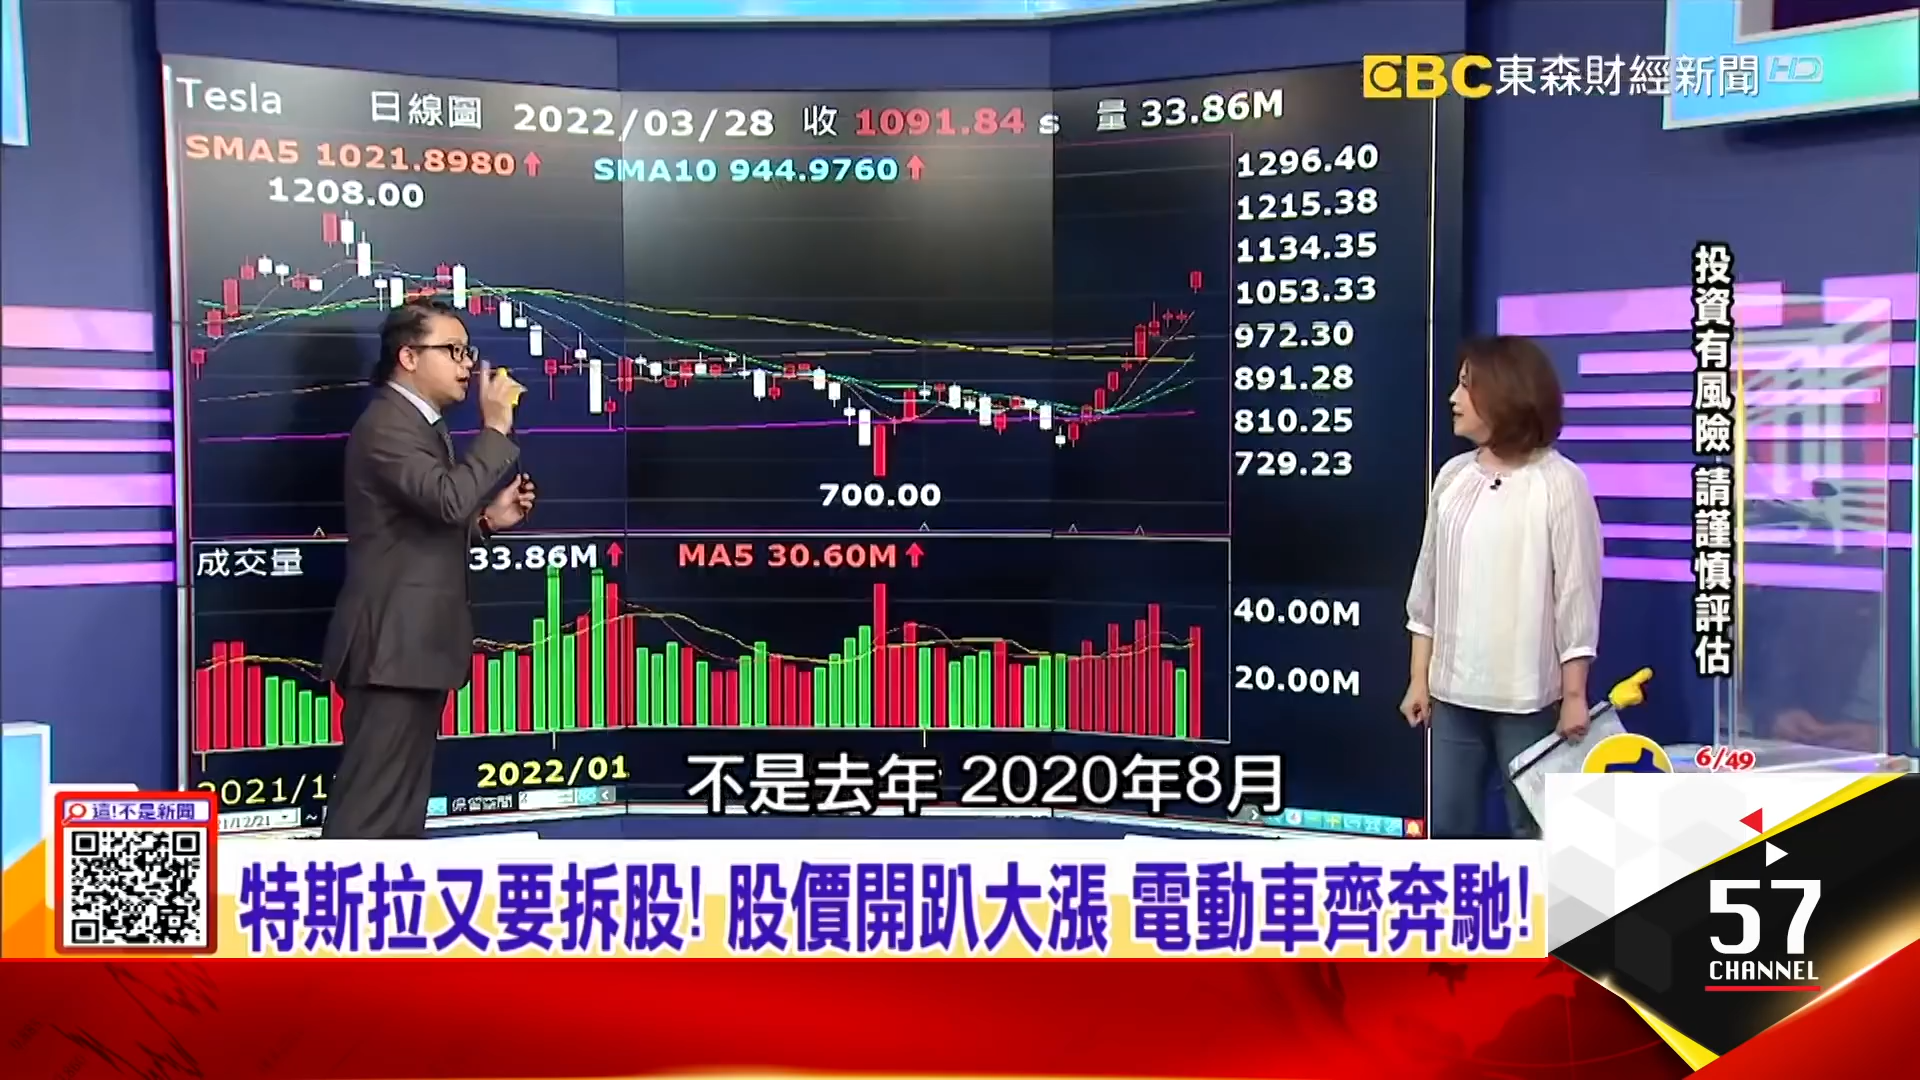 EBC東森財經新聞HD
Tesla 日線圖 2022/03/28 收 1091.84 s 量 33.86M
SMA5 1021.8980↑ SMA10 944.9760↑
1208.00
1296.40
1215.38
1134.35
1053.33
972.30
891.28
810.25
729.23
700.00
投資有風險 請謹慎評估
成交量 33.86M↑ MA5 30.60M↑
40.00M
20.00M
2021/1
2022/01
不是去年 2020年8月
6/49
這!不是新聞
特斯拉又要拆股! 股價開趴大漲 電動車齊奔馳!
57
CHANNEL